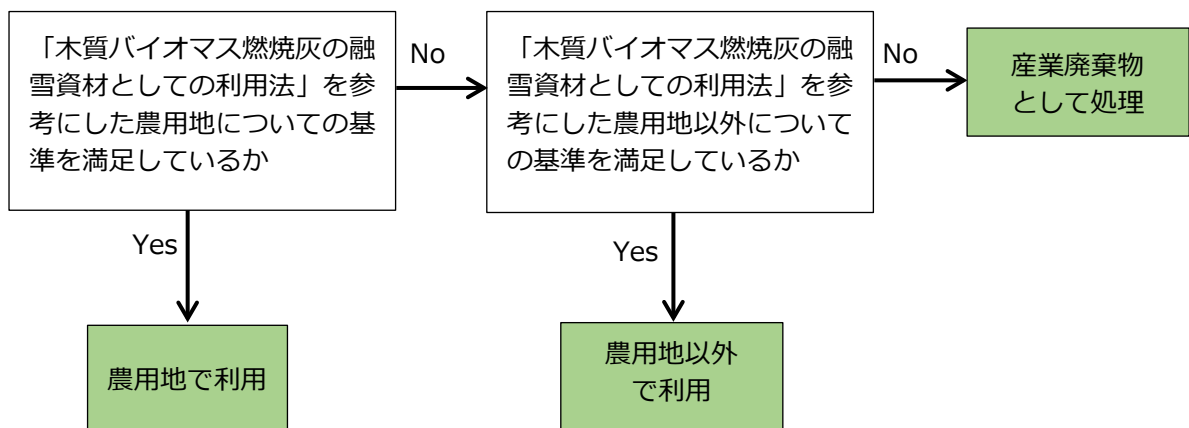 「木質バイオマス燃焼灰の融
雪資材としての利用法」を参
考にした農用地についての基
準を満足しているか
No
「木質バイオマス燃焼灰の融
雪資材としての利用法」を参
考にした農用地以外について
の基準を満足しているか
No
産業廃棄物
として処理
Yes
Yes
農用地で利用
農用地以外
で利用